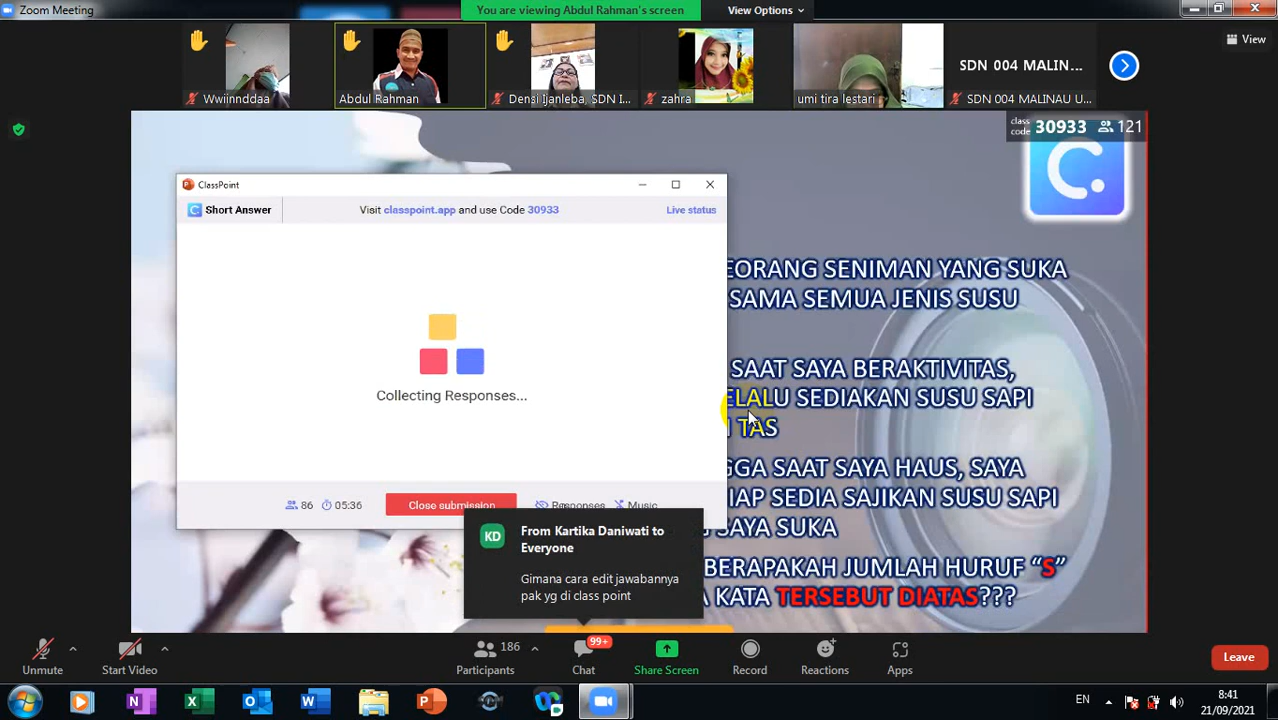 Zoom Meeting
You are viewing Abdul Rahman's screen
View Options
View
Wwiinnddaa
Abdul Rahman
Densi Ijanleba, SDN I...
zahra
umi tira lestari
SDN 004 MALIN...
SDN 004 MALINAU U...
class code 30933 121
ClassPoint
Short Answer
Visit classpoint.app and use Code 30933
Live status
Collecting Responses...
86 05:36
Close submission
Responses
Music
EORANG SENIMAN YANG SUKA
SAMA SEMUA JENIS SUSU
SAAT SAYA BERAKTIVITAS,
ELALU SEDIAKAN SUSU SAPI
TAS
GGA SAAT SAYA HAUS, SAYA
IAP SEDIA SAJIKAN SUSU SAPI
SAYA SUKA
BERAPAKAH JUMLAH HURUF “S”
KATA TERSEBUT DIATAS???
KD
From Kartika Daniwati to
Everyone
Gimana cara edit jawabannya
pak yg di class point
Unmute
Start Video
186
Participants
99+
Chat
Share Screen
Record
Reactions
Apps
Leave
EN
8:41
21/09/2021